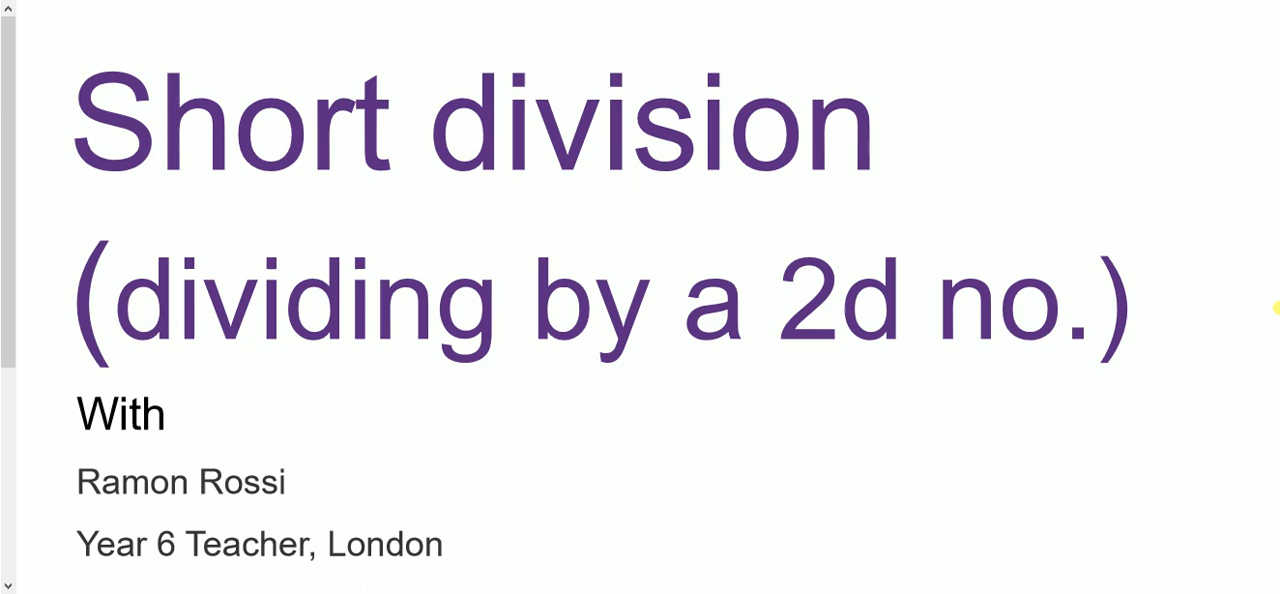 Short division
(dividing by a 2d no.)
With
Ramon Rossi
Year 6 Teacher, London